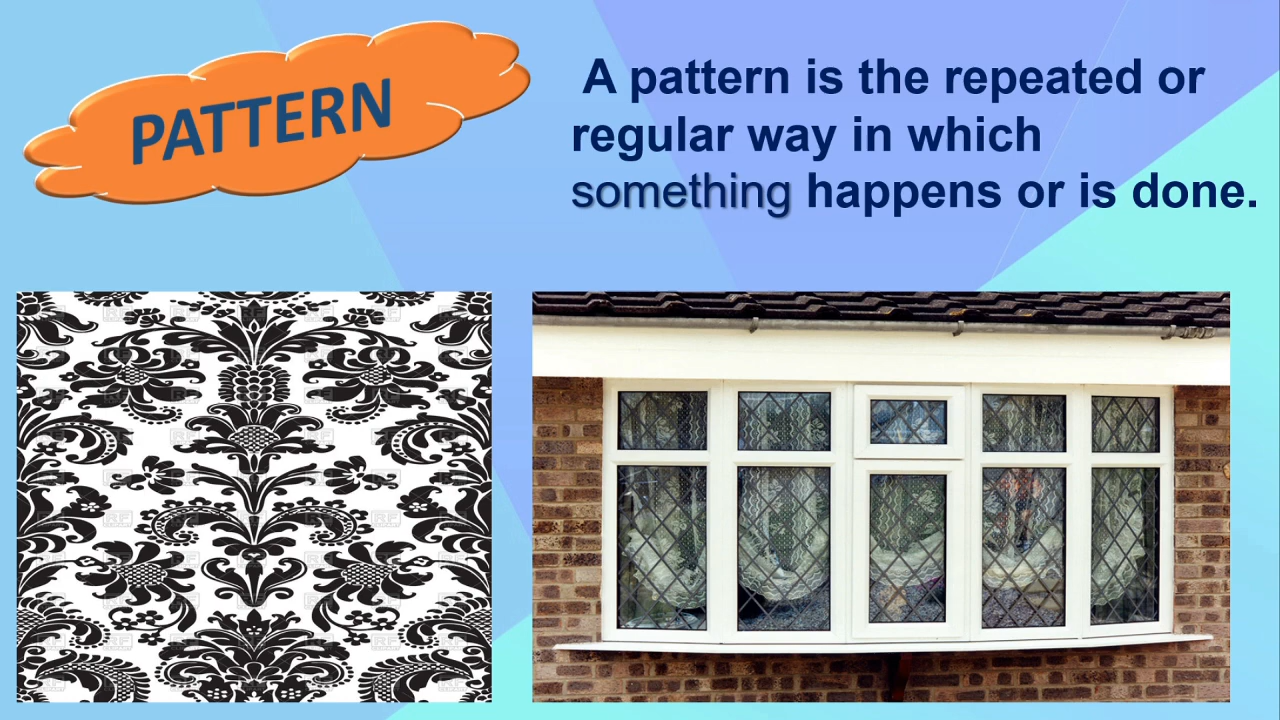 PATTERN
A pattern is the repeated or
regular way in which
something happens or is done.